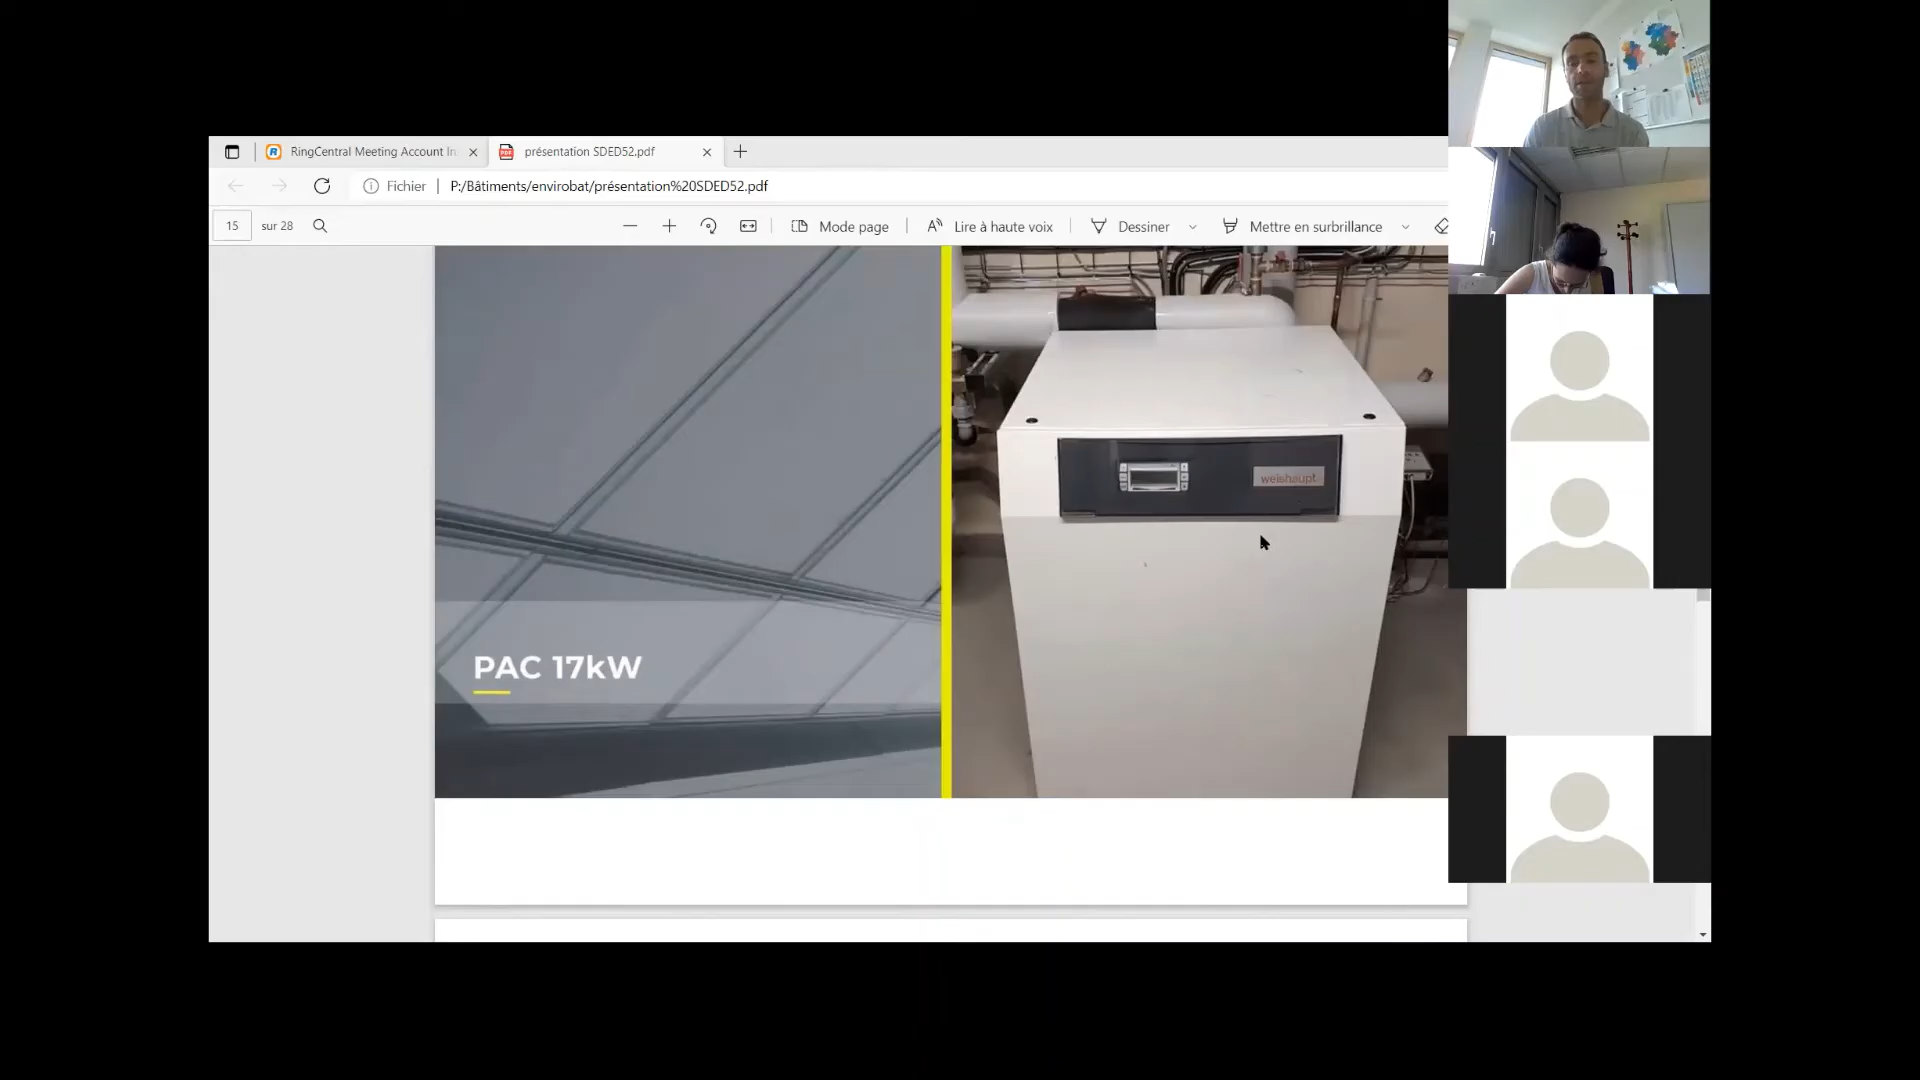 RingCentral Meeting Account In
présentation SDED52.pdf
Fichier
P:/Bâtiments/envirobat/présentation%20SDED52.pdf
15 sur 28
Mode page
Lire à haute voix
Dessiner
Mettre en surbrillance
weishaupt
PAC 17kW